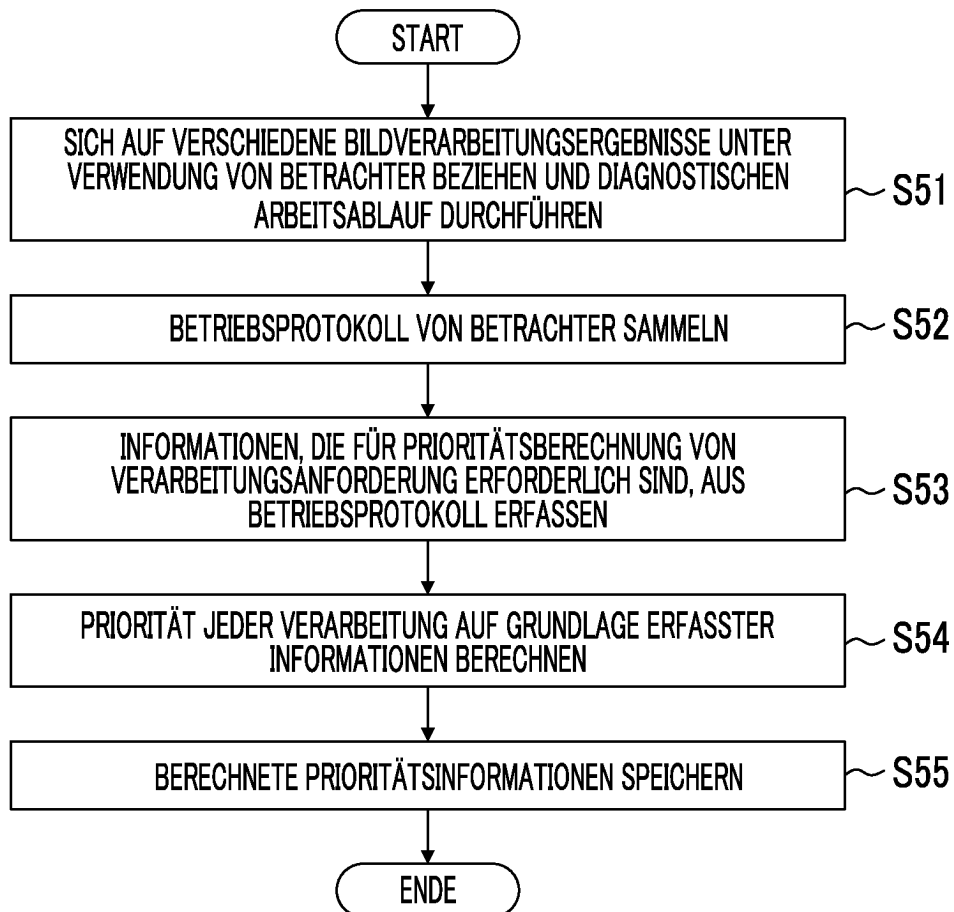 START
SICH AUF VERSCHIEDENE BILDVERARBEITUNGSERGEBNISSE UNTER
VERWENDUNG VON BETRACHTER BEZIEHEN UND DIAGNOSTISCHEN
ARBEITSABLAUF DURCHFÜHREN
S51
BETRIEBSPROTOKOLL VON BETRACHTER SAMMELN
S52
INFORMATIONEN, DIE FÜR PRIORITÄTSBERECHNUNG VON
VERARBEITUNGSANFORDERUNG ERFORDERLICH SIND, AUS
BETRIEBSPROTOKOLL ERFASSEN
S53
PRIORITÄT JEDER VERARBEITUNG AUF GRUNDLAGE ERFASSTER
INFORMATIONEN BERECHNEN
S54
BERECHNETE PRIORITÄTSINFORMATIONEN SPEICHERN
S55
ENDE